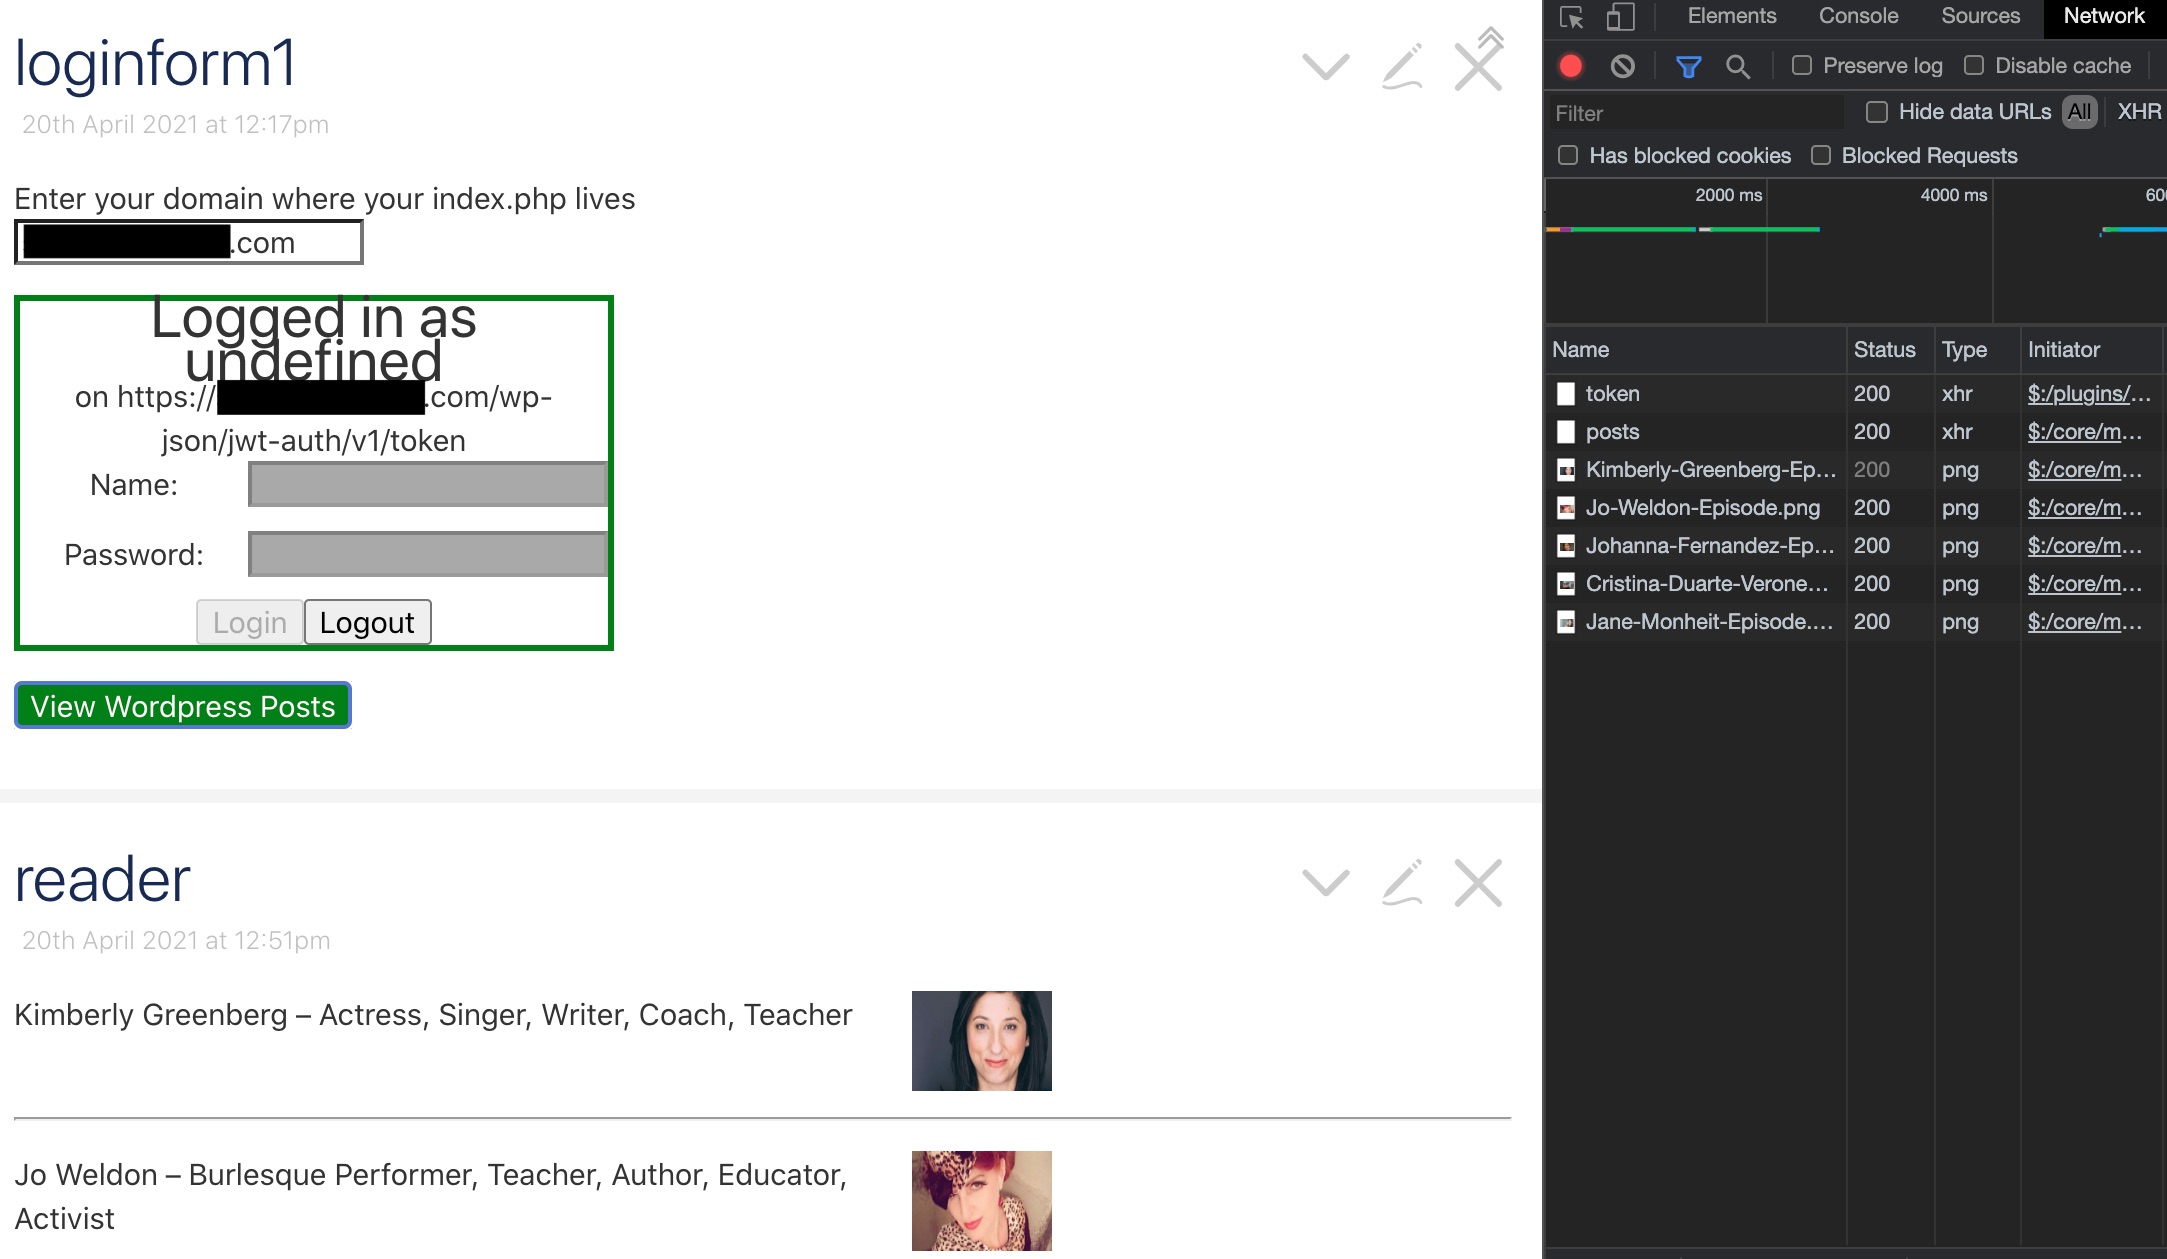 loginform1
20th April 2021 at 12:17pm
Enter your domain where your index.php lives
.com
Logged in as
undefined
on https://
.com/wp-
json/jwt-auth/v1/token
Name:
Password:
Login Logout
View Wordpress Posts
reader
20th April 2021 at 12:51pm
Kimberly Greenberg – Actress, Singer, Writer, Coach, Teacher
Jo Weldon – Burlesque Performer, Teacher, Author, Educator,
Activist
Elements Console Sources Network
Preserve log Disable cache
Filter Hide data URLs All XHR
Has blocked cookies Blocked Requests
2000 ms 4000 ms 600
Name Status Type Initiator
token 200 xhr $:/plugins/...
posts 200 xhr $:/core/m...
Kimberly-Greenberg-Ep... 200 png $:/core/m...
Jo-Weldon-Episode.png 200 png $:/core/m...
Johanna-Fernandez-Ep... 200 png $:/core/m...
Cristina-Duarte-Verone... 200 png $:/core/m...
Jane-Monheit-Episode.... 200 png $:/core/m...